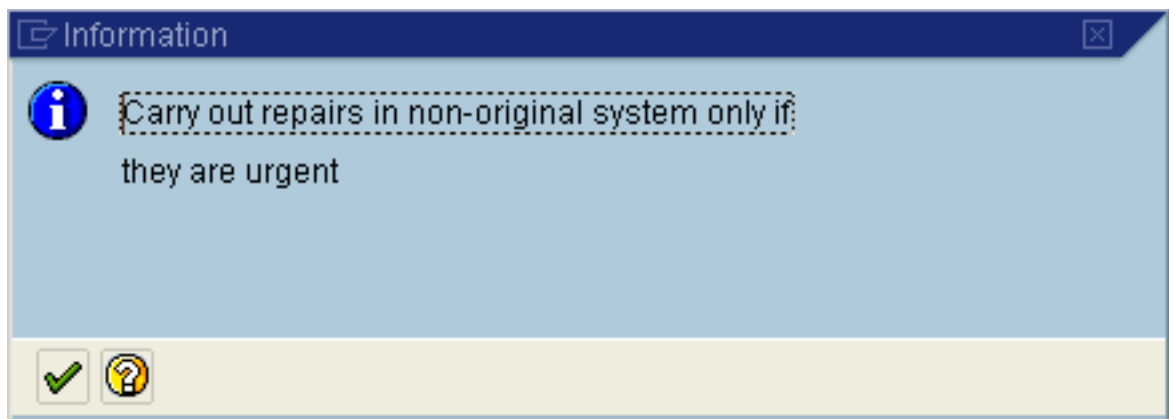 Information
Carry out repairs in non-original system only if
they are urgent